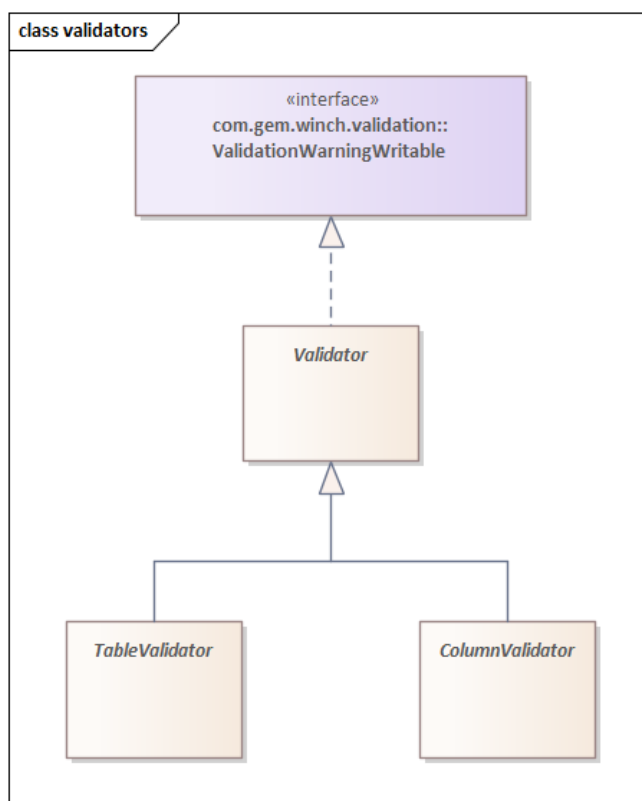 class validators
«interface»
com.gem.winch.validation::
ValidationWarningWritable
Validator
TableValidator
ColumnValidator